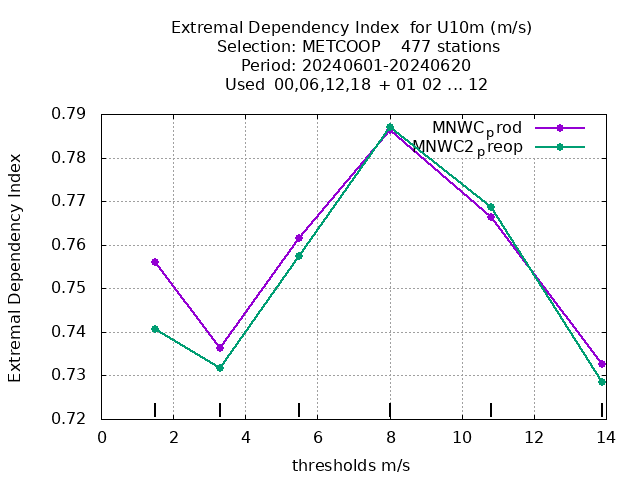 Extremal Dependency Index for U10m (m/s)
Selection: METCOOP 477 stations
Period: 20240601-20240620
Used 00,06,12,18 + 01 02 ... 12
MNWCprod
MNWC2preop
Extremal Dependency Index
0.79
0.78
0.77
0.76
0.75
0.74
0.73
0.72
0 2 4 6 8 10 12 14
thresholds m/s